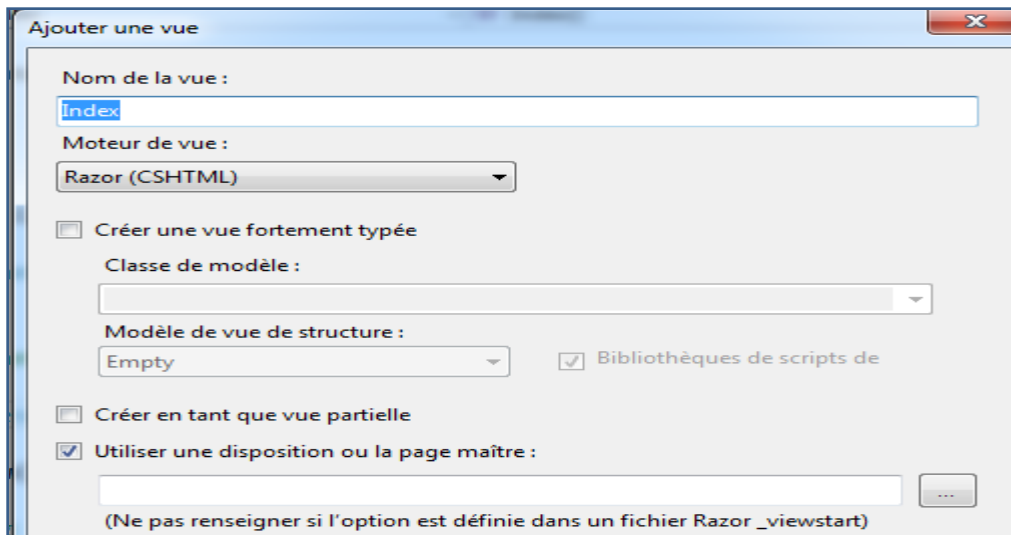 Ajouter une vue
Nom de la vue :
Index
Moteur de vue :
Razor (CSHTML)
Créer une vue fortement typée
Classe de modèle :
Modèle de vue de structure :
Empty
Bibliothèques de scripts de
Créer en tant que vue partielle
Utiliser une disposition ou la page maître :
...
(Ne pas renseigner si l'option est définie dans un fichier Razor _viewstart)